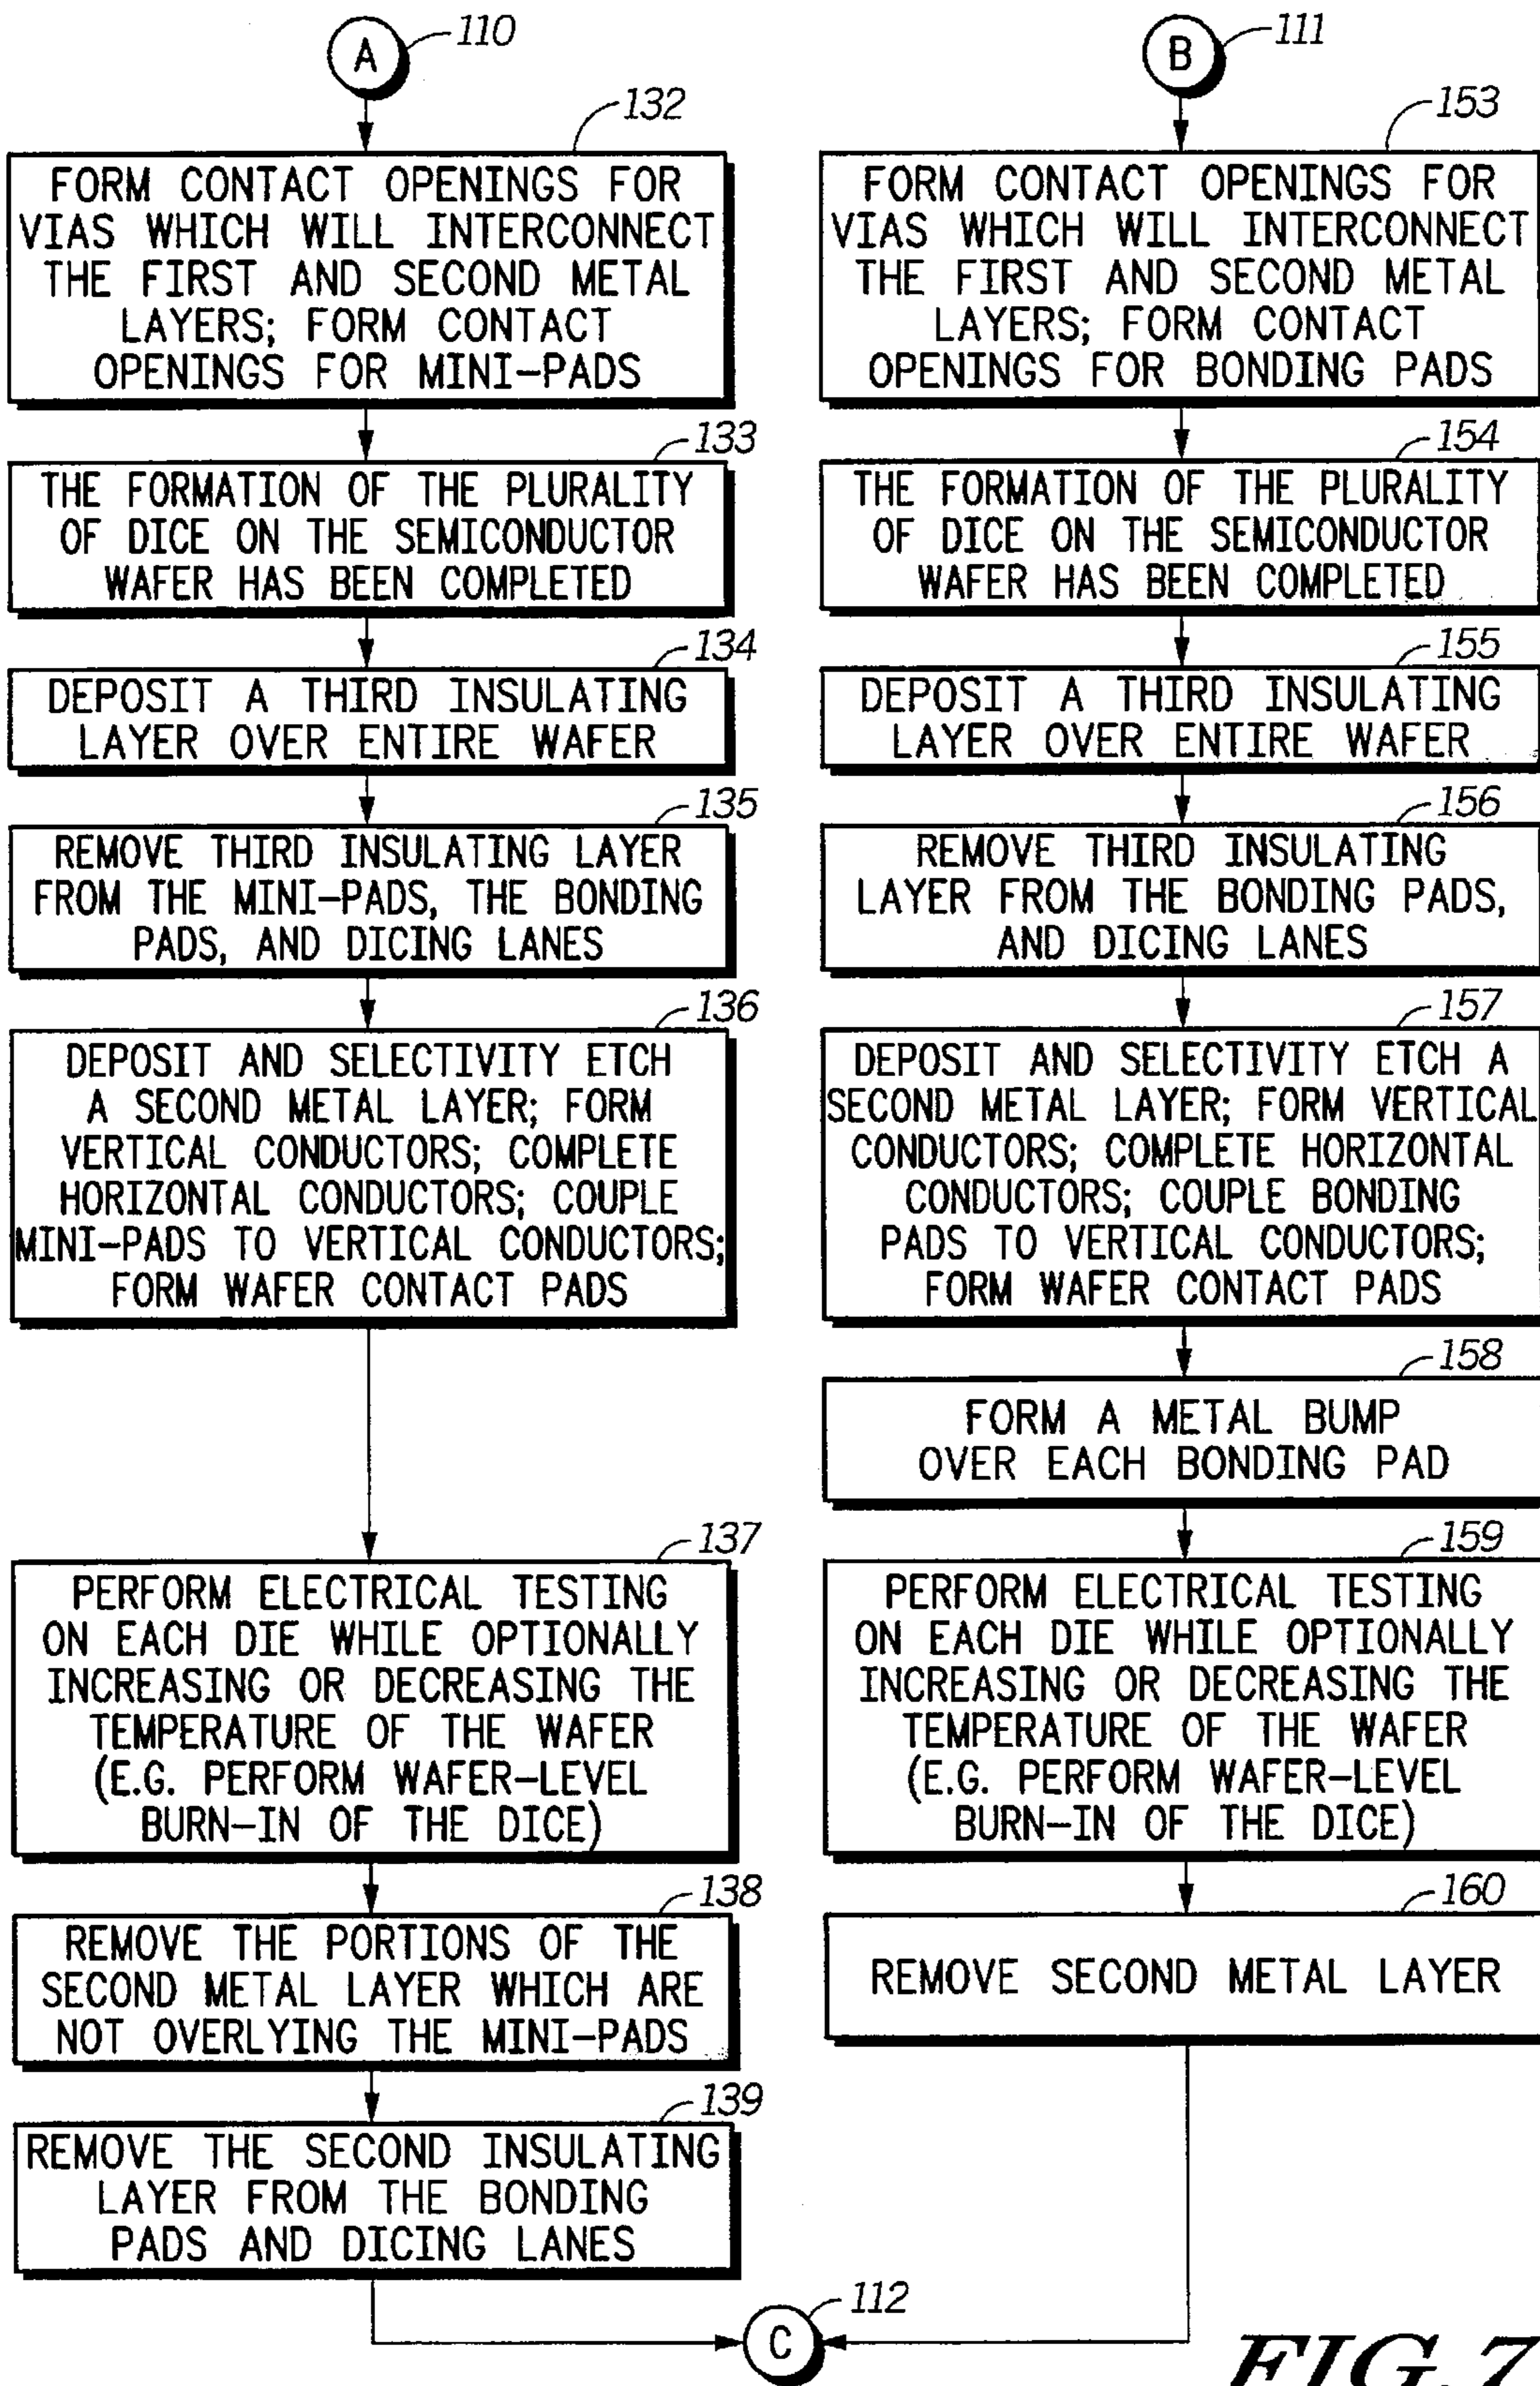 A 110
132
FORM CONTACT OPENINGS FOR
VIAS WHICH WILL INTERCONNECT
THE FIRST AND SECOND METAL
LAYERS; FORM CONTACT
OPENINGS FOR MINI-PADS
133
THE FORMATION OF THE PLURALITY
OF DICE ON THE SEMICONDUCTOR
WAFER HAS BEEN COMPLETED
134
DEPOSIT A THIRD INSULATING
LAYER OVER ENTIRE WAFER
135
REMOVE THIRD INSULATING LAYER
FROM THE MINI-PADS, THE BONDING
PADS, AND DICING LANES
136
DEPOSIT AND SELECTIVITY ETCH
A SECOND METAL LAYER; FORM
VERTICAL CONDUCTORS; COMPLETE
HORIZONTAL CONDUCTORS; COUPLE
MINI-PADS TO VERTICAL CONDUCTORS;
FORM WAFER CONTACT PADS
137
PERFORM ELECTRICAL TESTING
ON EACH DIE WHILE OPTIONALLY
INCREASING OR DECREASING THE
TEMPERATURE OF THE WAFER
(E.G. PERFORM WAFER-LEVEL
BURN-IN OF THE DICE)
138
REMOVE THE PORTIONS OF THE
SECOND METAL LAYER WHICH ARE
NOT OVERLYING THE MINI-PADS
139
REMOVE THE SECOND INSULATING
LAYER FROM THE BONDING
PADS AND DICING LANES
B 111
153
FORM CONTACT OPENINGS FOR
VIAS WHICH WILL INTERCONNECT
THE FIRST AND SECOND METAL
LAYERS; FORM CONTACT
OPENINGS FOR BONDING PADS
154
THE FORMATION OF THE PLURALITY
OF DICE ON THE SEMICONDUCTOR
WAFER HAS BEEN COMPLETED
155
DEPOSIT A THIRD INSULATING
LAYER OVER ENTIRE WAFER
156
REMOVE THIRD INSULATING
LAYER FROM THE BONDING PADS,
AND DICING LANES
157
DEPOSIT AND SELECTIVITY ETCH A
SECOND METAL LAYER; FORM VERTICAL
CONDUCTORS; COMPLETE HORIZONTAL
CONDUCTORS; COUPLE BONDING
PADS TO VERTICAL CONDUCTORS;
FORM WAFER CONTACT PADS
158
FORM A METAL BUMP
OVER EACH BONDING PAD
159
PERFORM ELECTRICAL TESTING
ON EACH DIE WHILE OPTIONALLY
INCREASING OR DECREASING THE
TEMPERATURE OF THE WAFER
(E.G. PERFORM WAFER-LEVEL
BURN-IN OF THE DICE)
160
REMOVE SECOND METAL LAYER
C 112
FIG.7